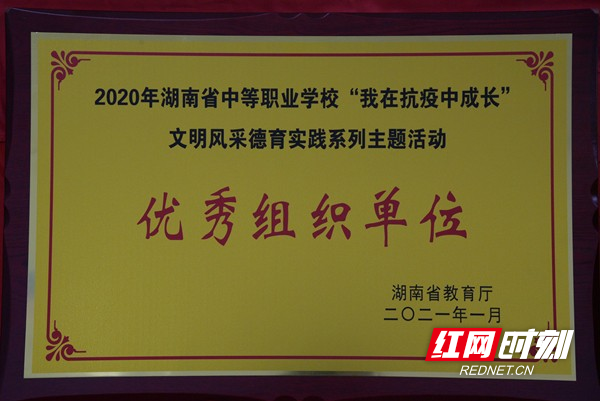 2020年湖南省中等职业学校“我在抗疫中成长”
文明风采德育实践系列主题活动
优秀组织单位
湖南省教育厅
二〇二一年一月
红网时刻
REDNET.CN